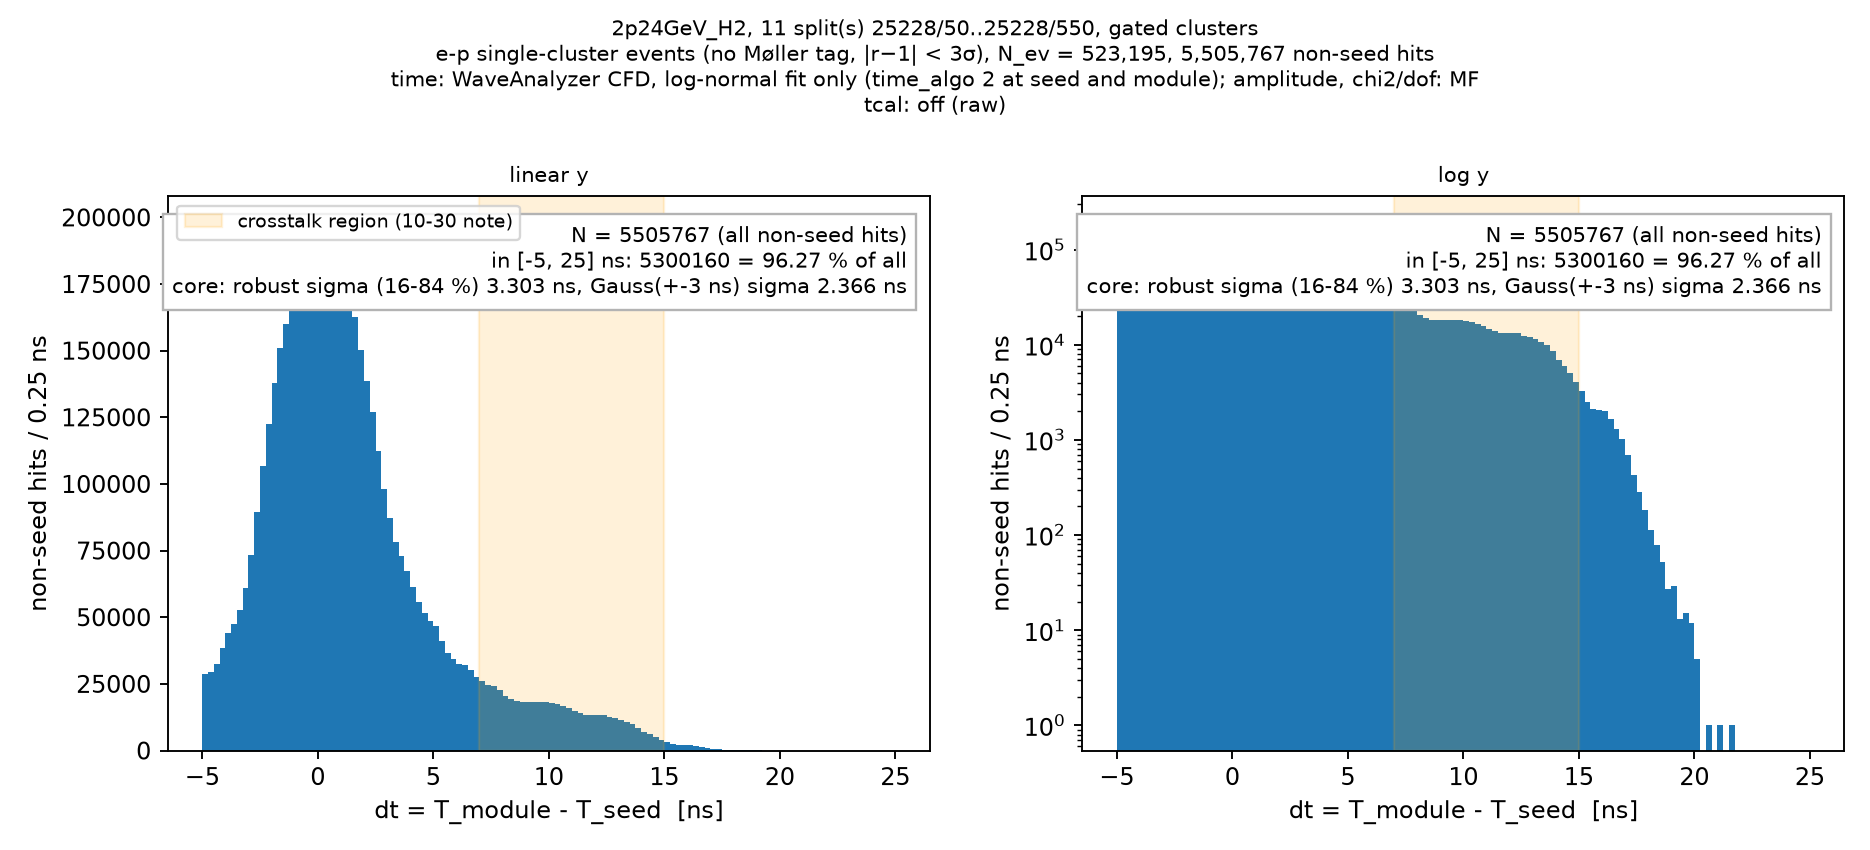 2p24GeV_H2, 11 split(s) 25228/50..25228/550, gated clusters
e-p single-cluster events (no Møller tag, |r−1| < 3σ), N_ev = 523,195, 5,505,767 non-seed hits
time: WaveAnalyzer CFD, log-normal fit only (time_algo 2 at seed and module); amplitude, chi2/dof: MF
tcal: off (raw)
linear y
crosstalk region (10-30 note)
N = 5505767 (all non-seed hits)
in [-5, 25] ns: 5300160 = 96.27 % of all
core: robust sigma (16-84 %) 3.303 ns, Gauss(+-3 ns) sigma 2.366 ns
non-seed hits / 0.25 ns
200000
175000
150000
125000
100000
75000
50000
25000
0
−5 0 5 10 15 20 25
dt = T_module - T_seed [ns]
log y
N = 5505767 (all non-seed hits)
in [-5, 25] ns: 5300160 = 96.27 % of all
core: robust sigma (16-84 %) 3.303 ns, Gauss(+-3 ns) sigma 2.366 ns
non-seed hits / 0.25 ns
10⁵
10⁴
10³
10²
10¹
10⁰
−5 0 5 10 15 20 25
dt = T_module - T_seed [ns]